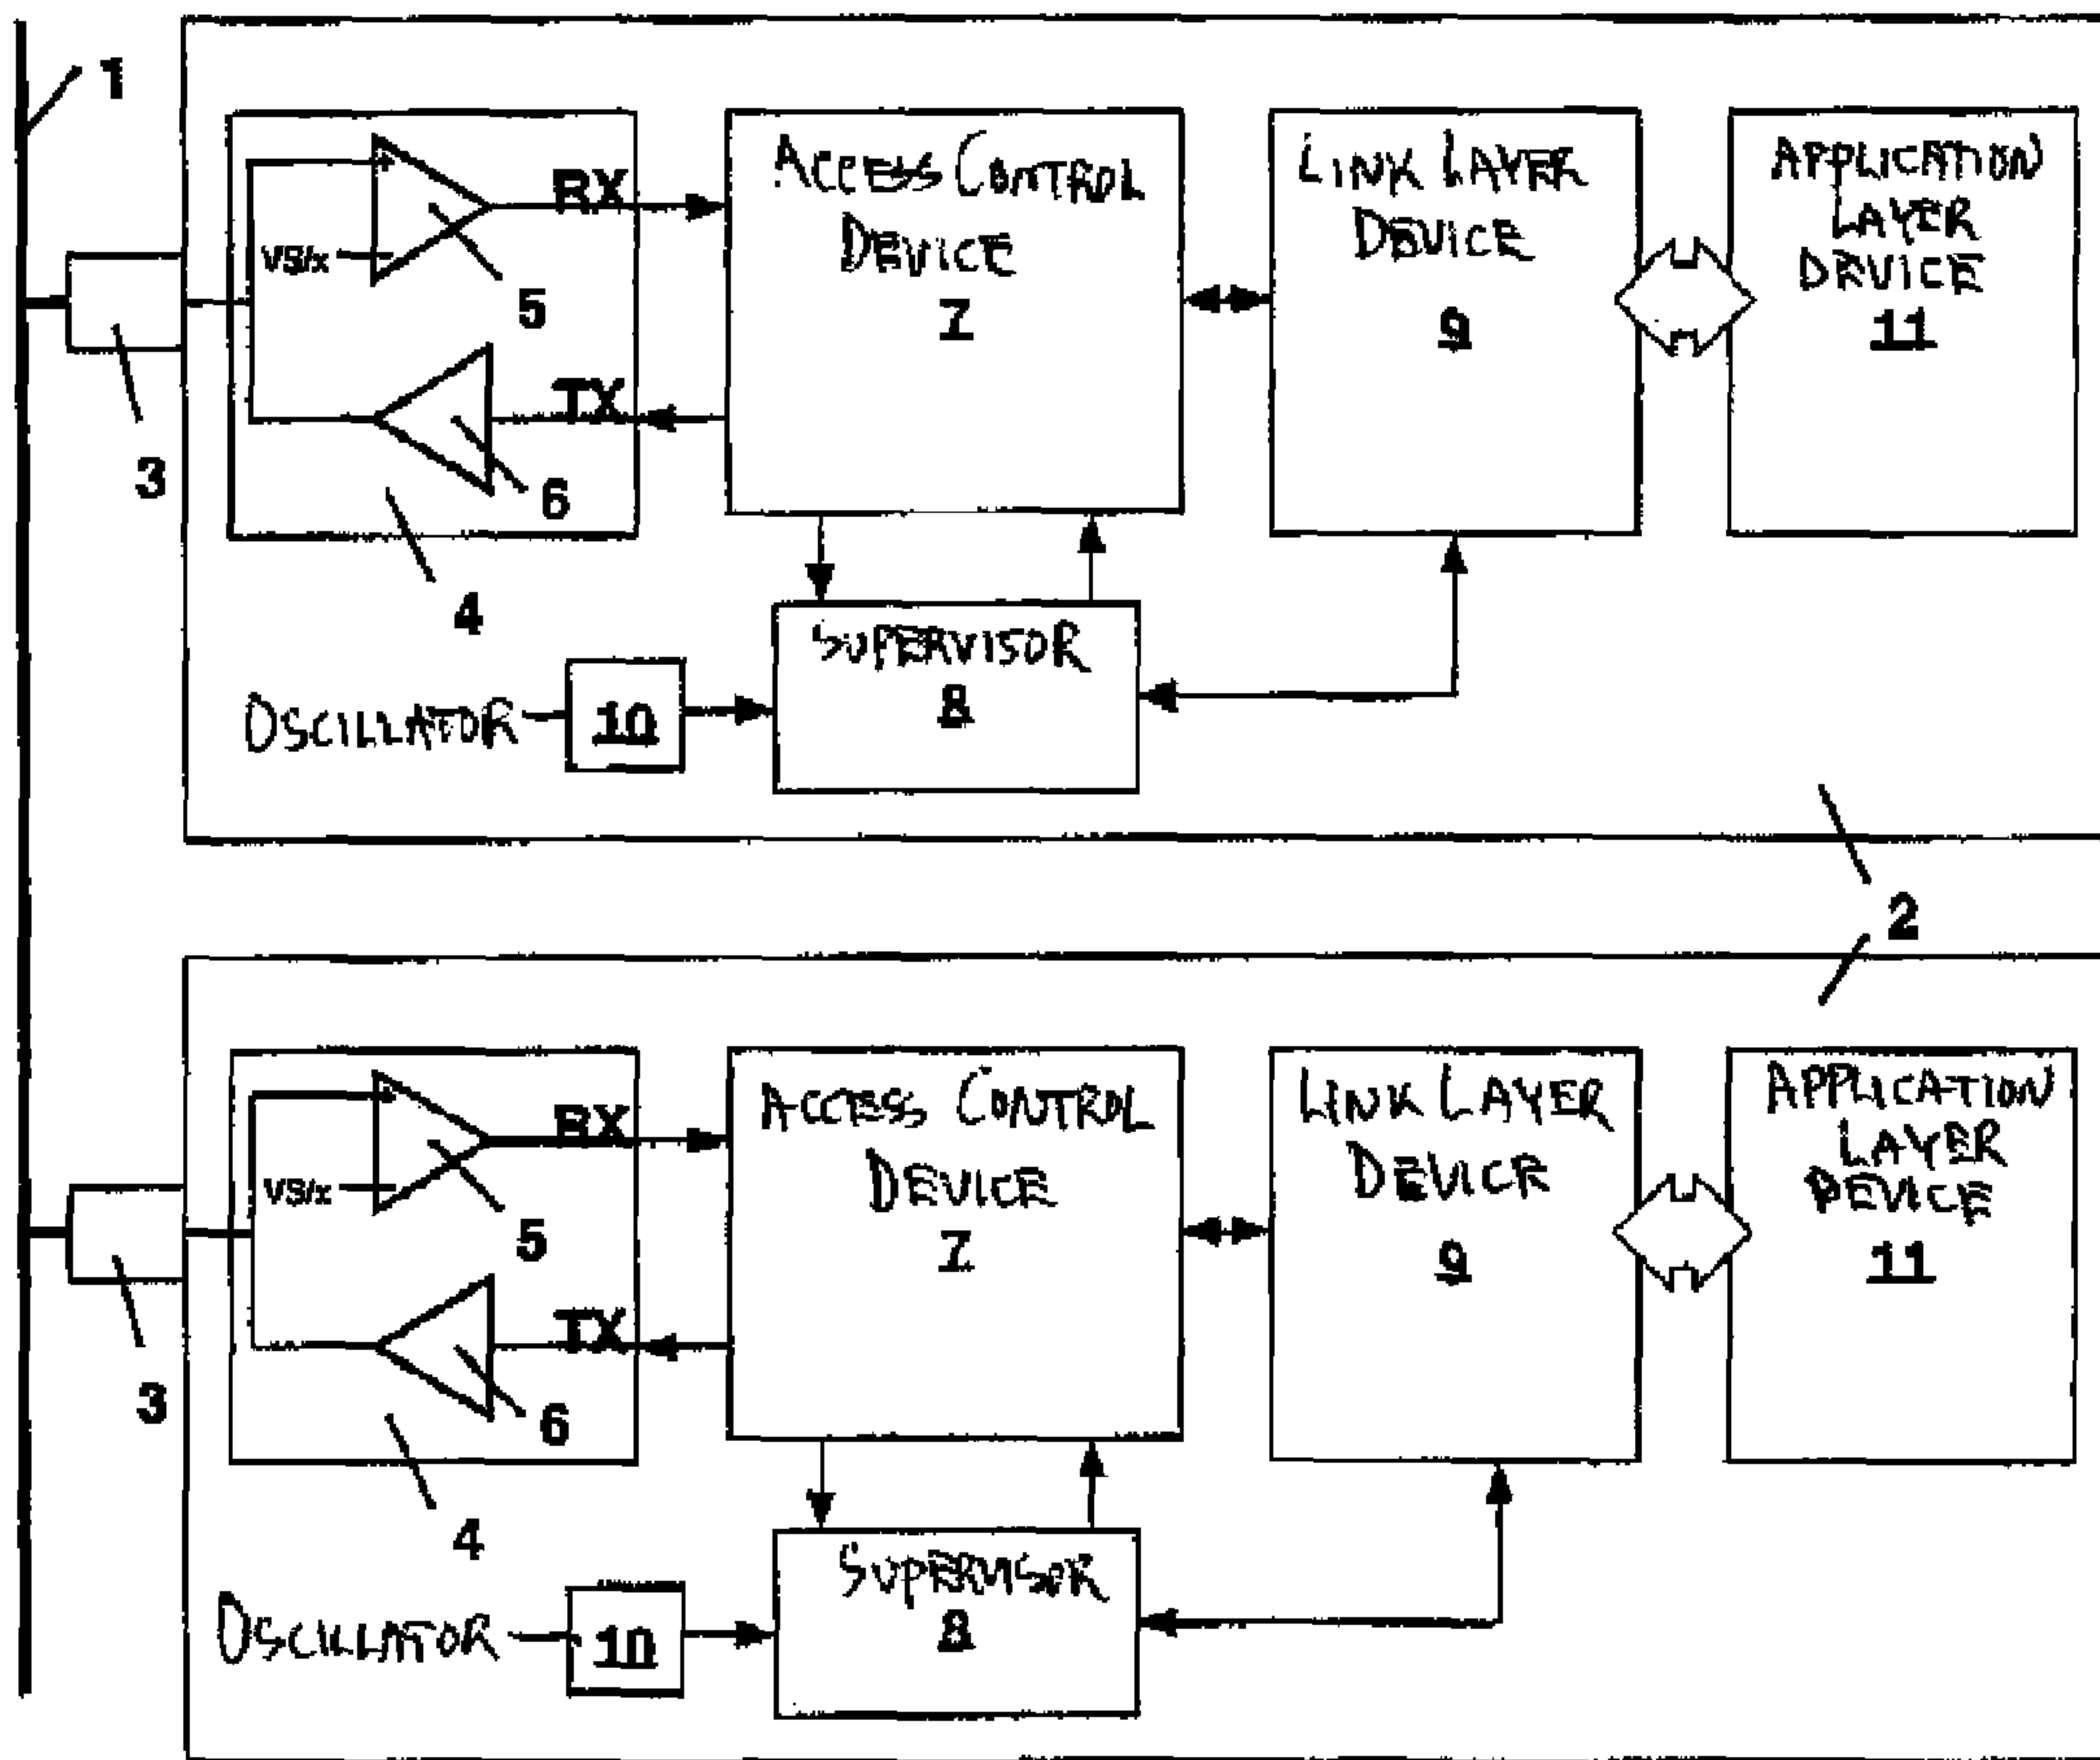 1
ACCESS CONTROL
DEVICE
7
LINK LAYER
DEVICE
9
APPLICATION
LAYER
DEVICE
11
RX
VS/x
5
TX
3
6
4
SUPERVISOR
8
OSCILLATOR
10
2
ACCESS CONTROL
DEVICE
7
LINK LAYER
DEVICE
9
APPLICATION
LAYER
DEVICE
11
RX
VS/x
5
TX
3
6
4
SUPERVISOR
8
OSCILLATOR
10